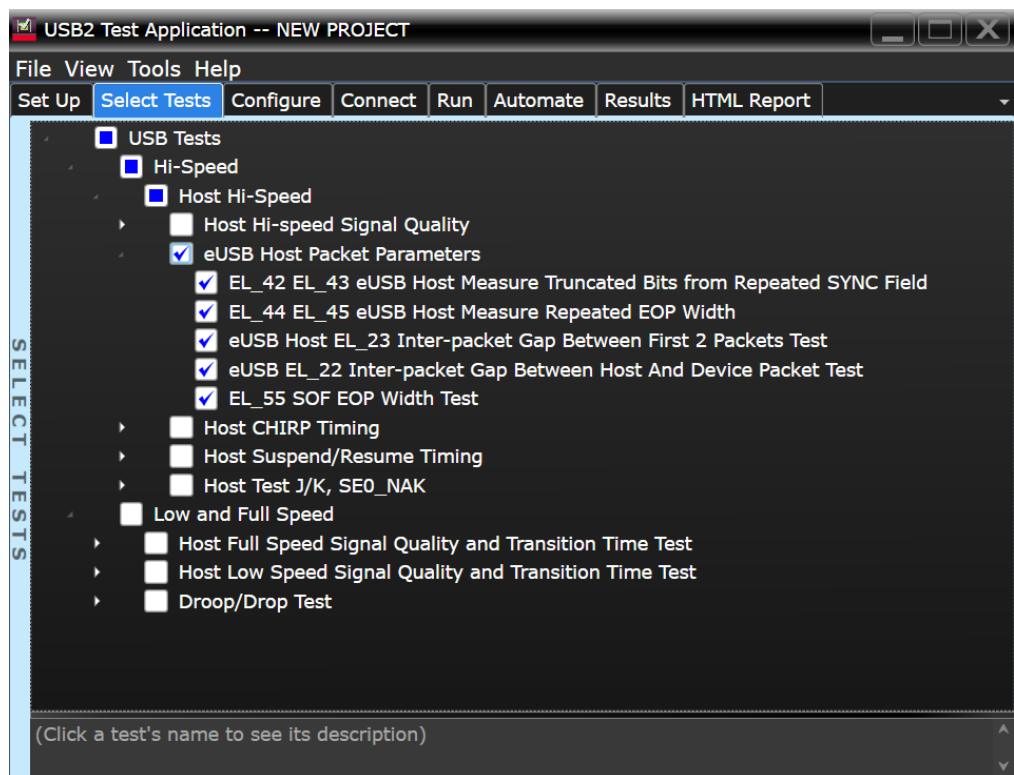 USB2 Test Application -- NEW PROJECT
File View Tools Help
Set Up Select Tests Configure Connect Run Automate Results HTML Report
SELECT TESTS
USB Tests
Hi-Speed
Host Hi-Speed
Host Hi-speed Signal Quality
eUSB Host Packet Parameters
EL_42 EL_43 eUSB Host Measure Truncated Bits from Repeated SYNC Field
EL_44 EL_45 eUSB Host Measure Repeated EOP Width
eUSB Host EL_23 Inter-packet Gap Between First 2 Packets Test
eUSB EL_22 Inter-packet Gap Between Host And Device Packet Test
EL_55 SOF EOP Width Test
Host CHIRP Timing
Host Suspend/Resume Timing
Host Test J/K, SE0_NAK
Low and Full Speed
Host Full Speed Signal Quality and Transition Time Test
Host Low Speed Signal Quality and Transition Time Test
Droop/Drop Test
(Click a test's name to see its description)